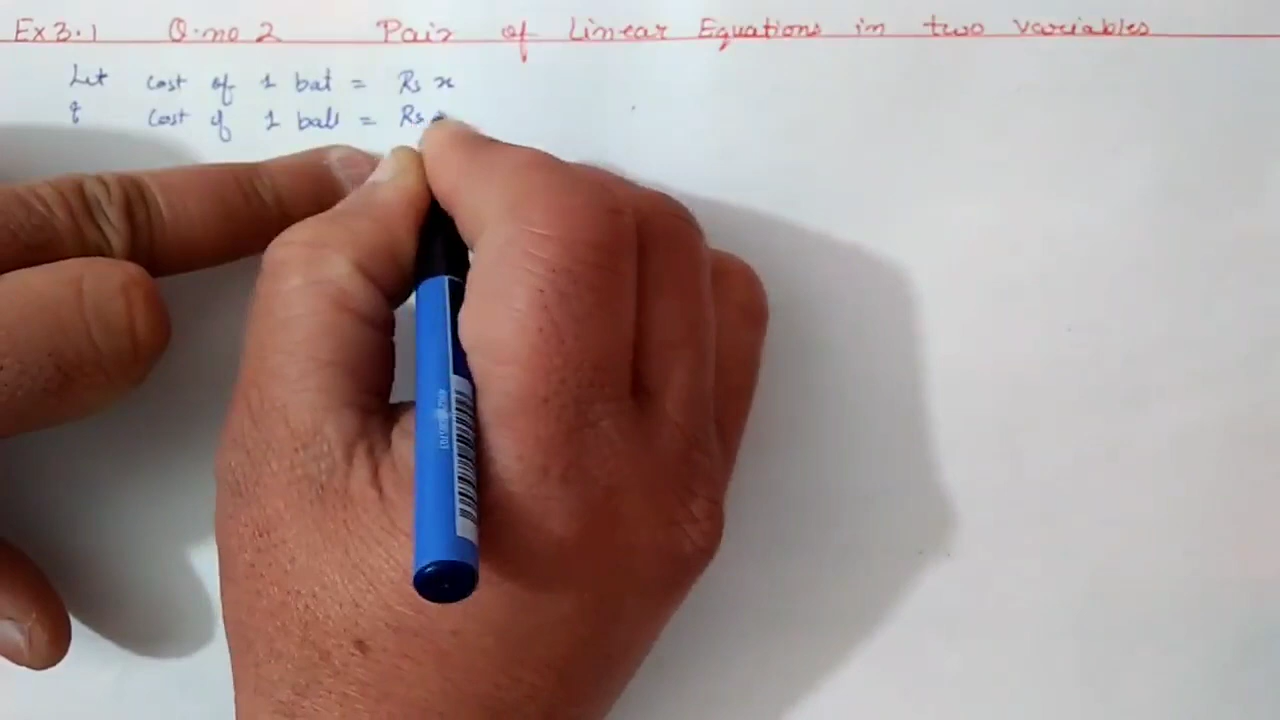 Ex 3.1 Q.no 2 Pair of Linear Equations in two variables
Let cost of 1 bat = Rs x
& cost of 1 ball = Rs